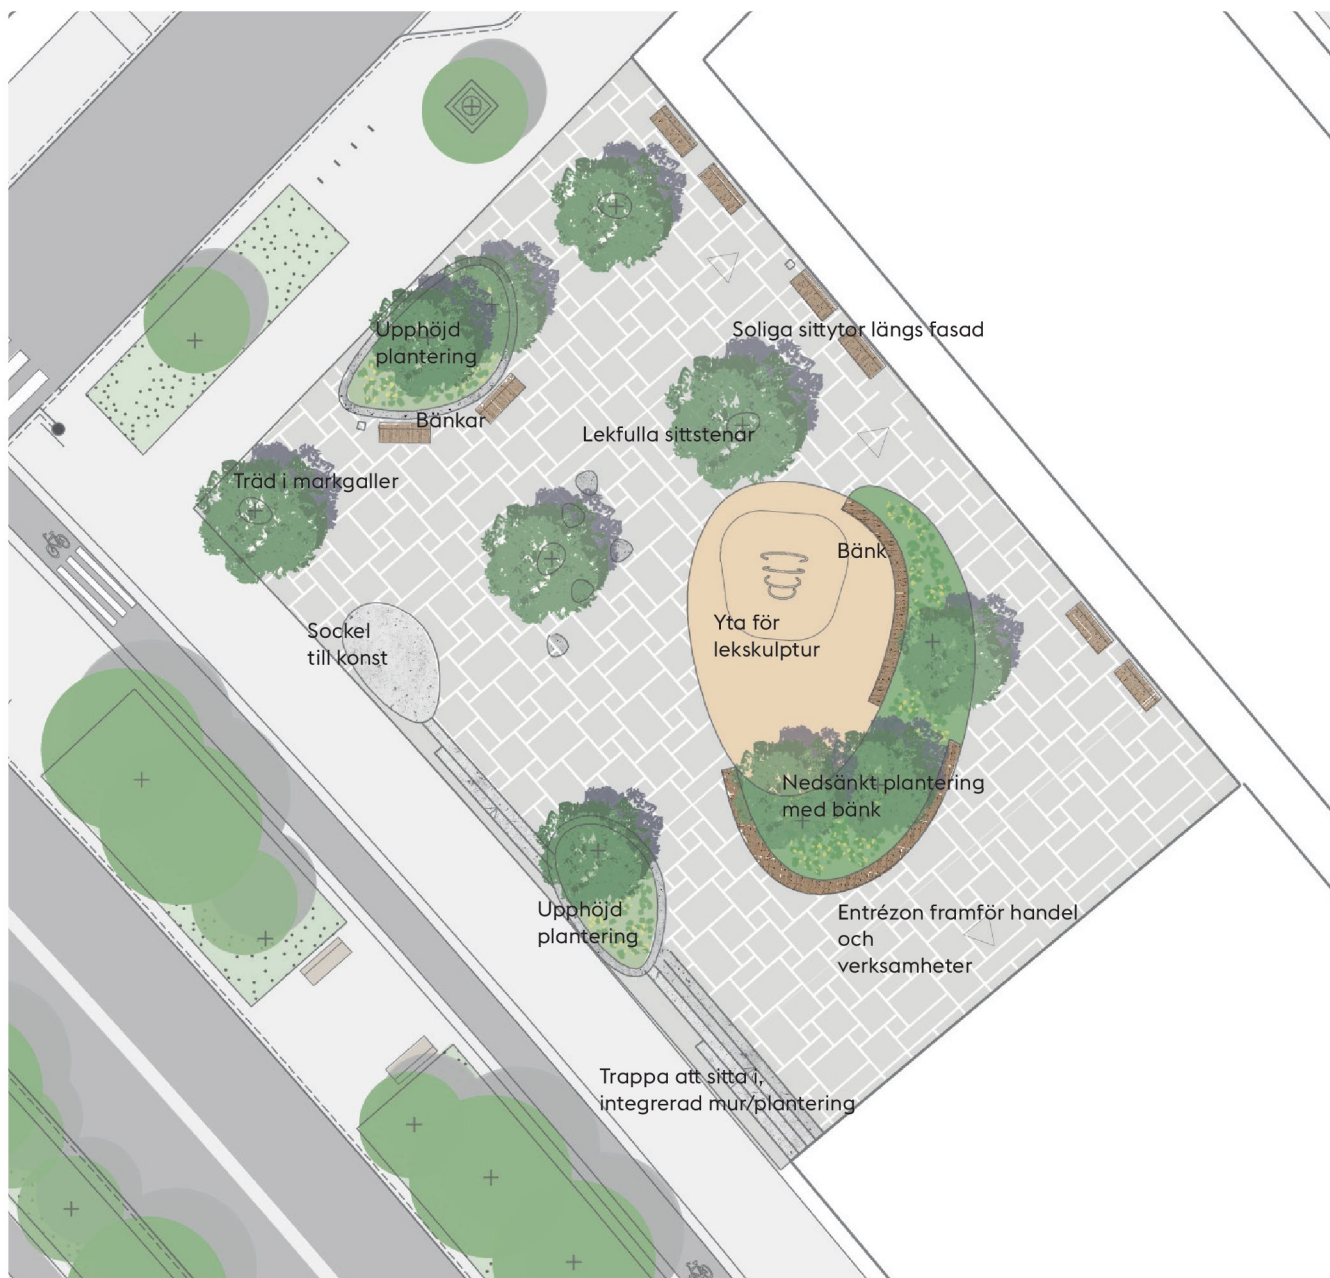 Upphöjd
plantering
Soliga sittytor längs fasad
Bänkar
Lekfulla sittstenar
Träd i markgaller
Bänk
Sockel
till konst
Yta för
lekskulptur
Nedsänkt plantering
med bänk
Upphöjd
plantering
Entrézon framför handel
och
verksamheter
Trappa att sitta i,
integrerad mur/plantering